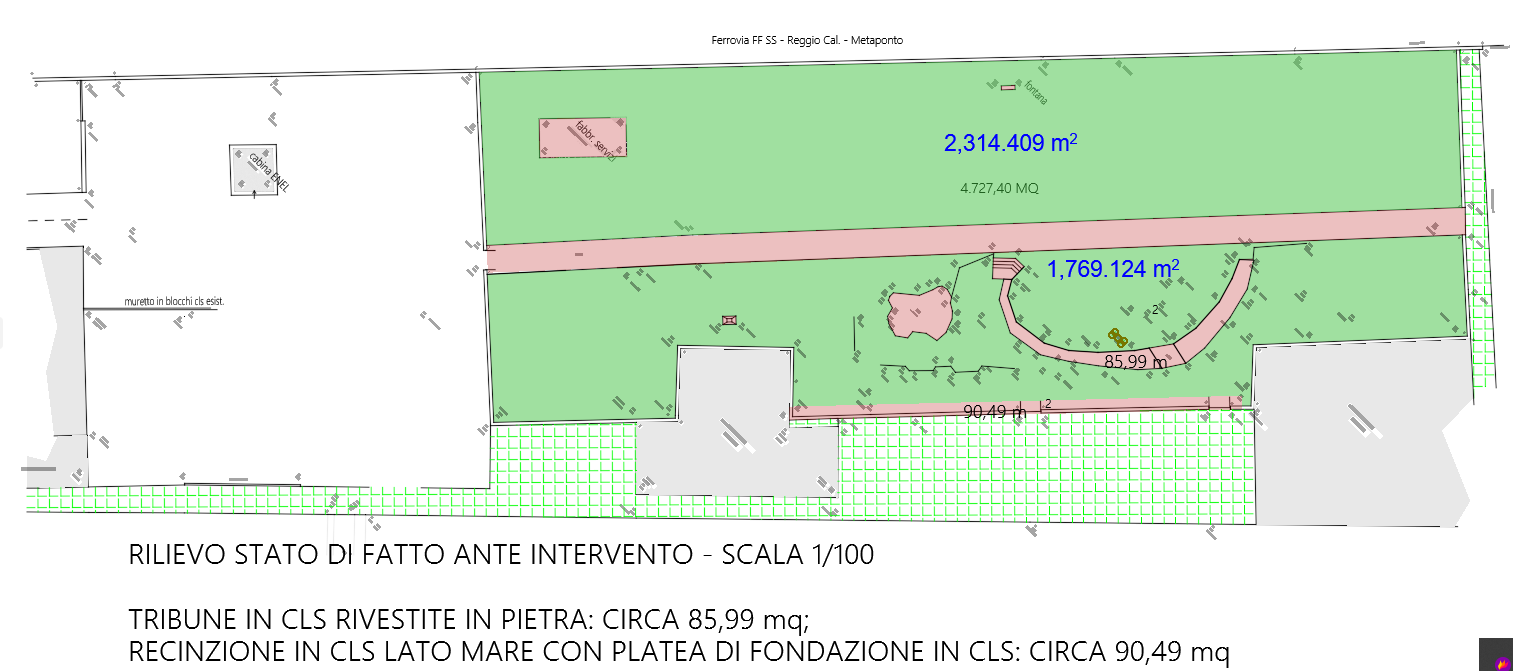 Ferrovia FF SS - Reggio Cal. - Metaponto
fontana
fabbr. servizi
2,314.409 m²
cabina ENEL
4.727,40 MQ
1,769.124 m²
muretto in blocchi cls esist.
2
85,99 m
90,49 m
2
RILIEVO STATO DI FATTO ANTE INTERVENTO - SCALA 1/100
TRIBUNE IN CLS RIVESTITE IN PIETRA: CIRCA 85,99 mq;
RECINZIONE IN CLS LATO MARE CON PLATEA DI FONDAZIONE IN CLS: CIRCA 90,49 mq